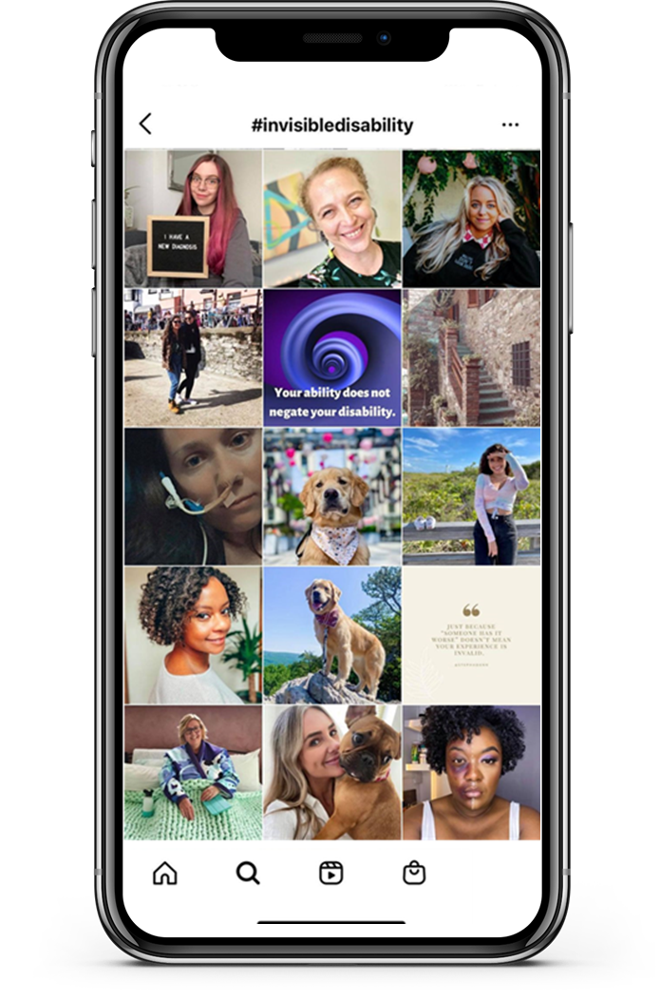 #invisibledisability
I HAVE A
NEW DIAGNOSIS
Your ability does not
negate your disability.
JUST BECAUSE
"SOMEONE HAS IT
WORSE" DOESN'T MEAN
YOUR EXPERIENCE IS
INVALID.